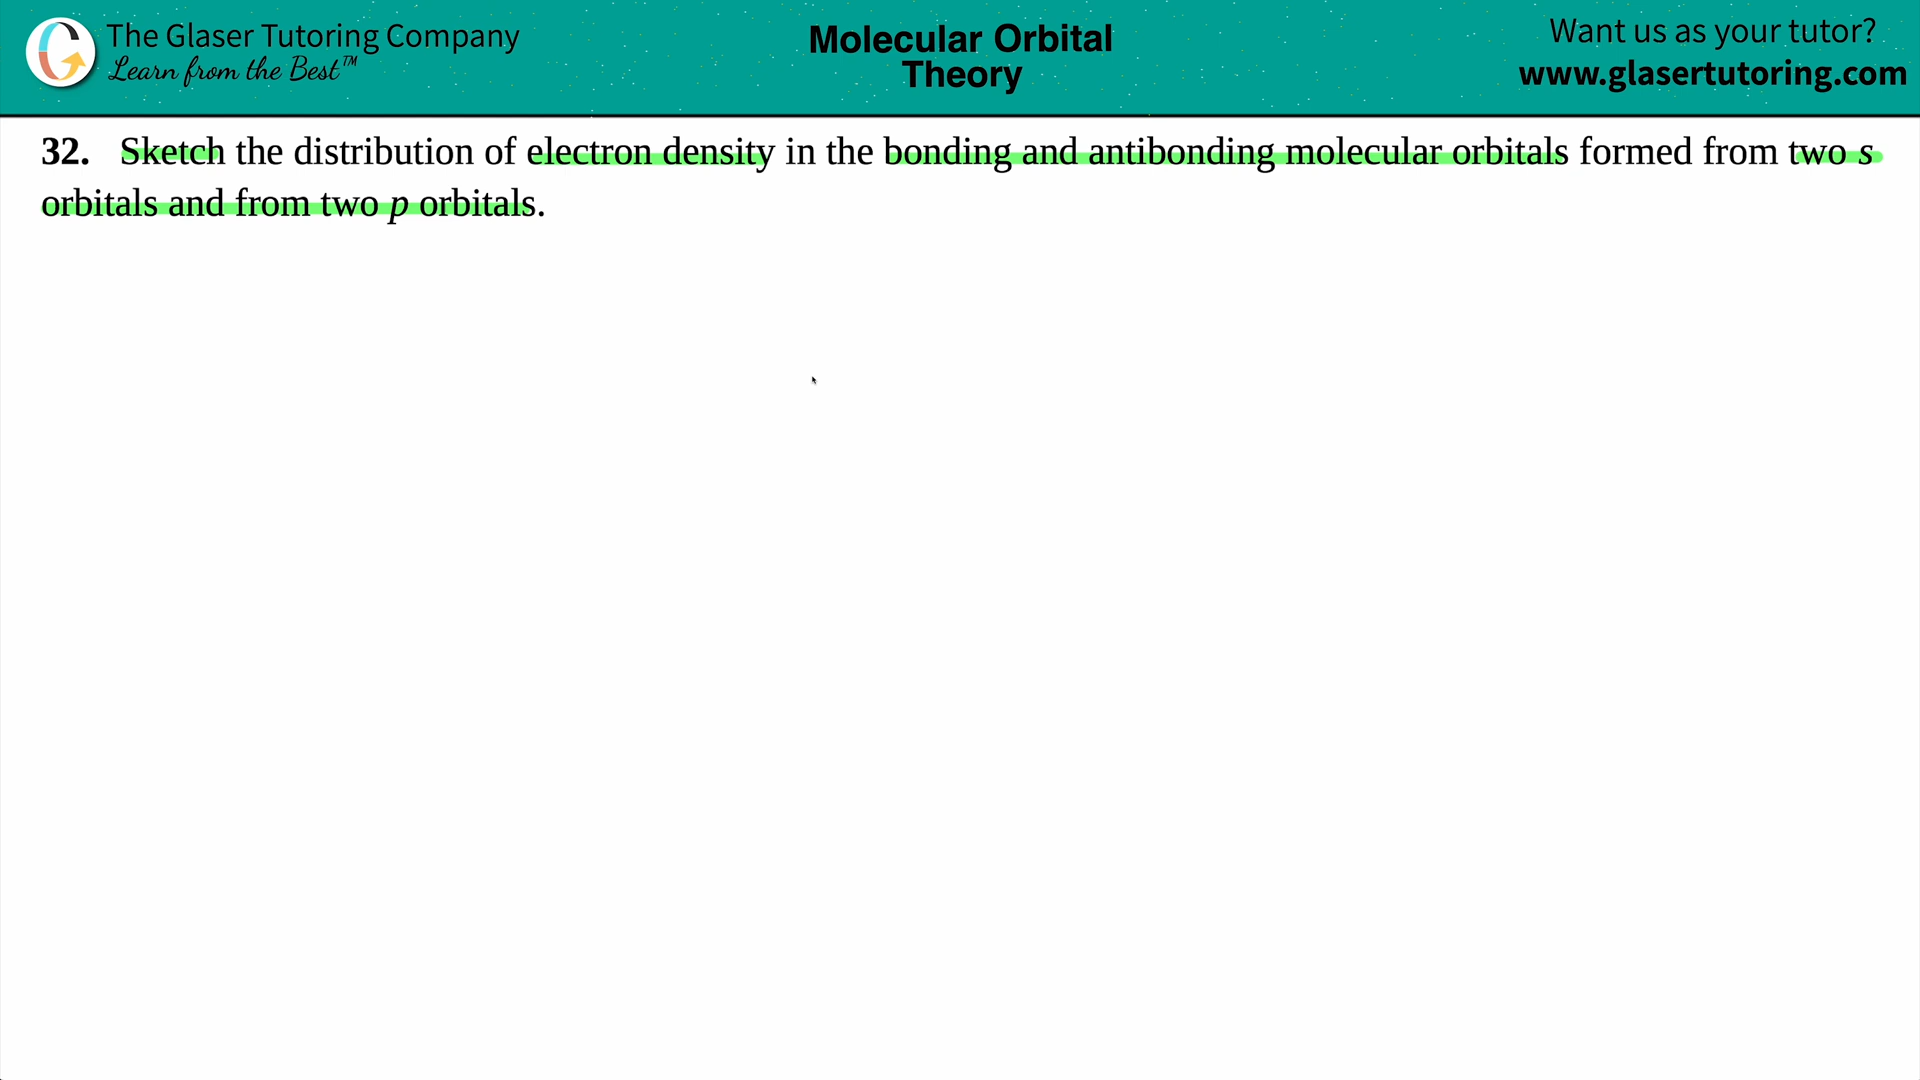 The Glaser Tutoring Company
Learn from the Best™
Molecular Orbital
Theory
Want us as your tutor?
www.glasertutoring.com
32. Sketch the distribution of electron density in the bonding and antibonding molecular orbitals formed from two s
orbitals and from two p orbitals.